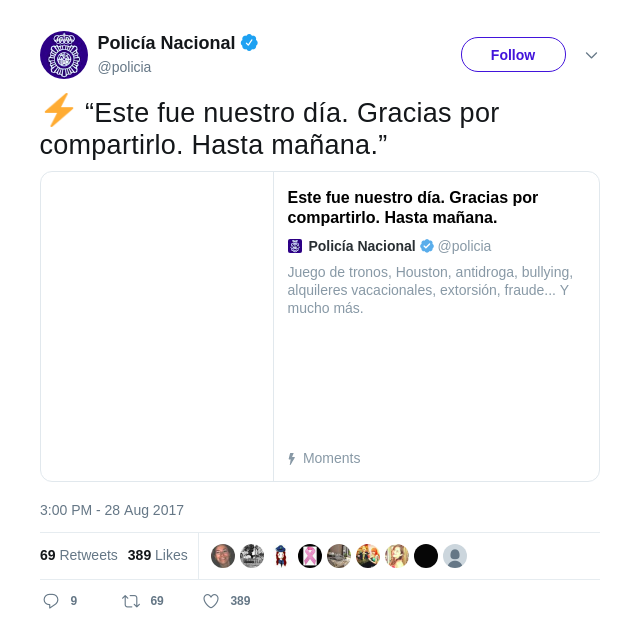 Policía Nacional
@policia
Follow
⚡ “Este fue nuestro día. Gracias por
compartirlo. Hasta mañana.”
Este fue nuestro día. Gracias por
compartirlo. Hasta mañana.
Policía Nacional @policia
Juego de tronos, Houston, antidroga, bullying,
alquileres vacacionales, extorsión, fraude... Y
mucho más.
Moments
3:00 PM - 28 Aug 2017
69 Retweets 389 Likes
9 69 389